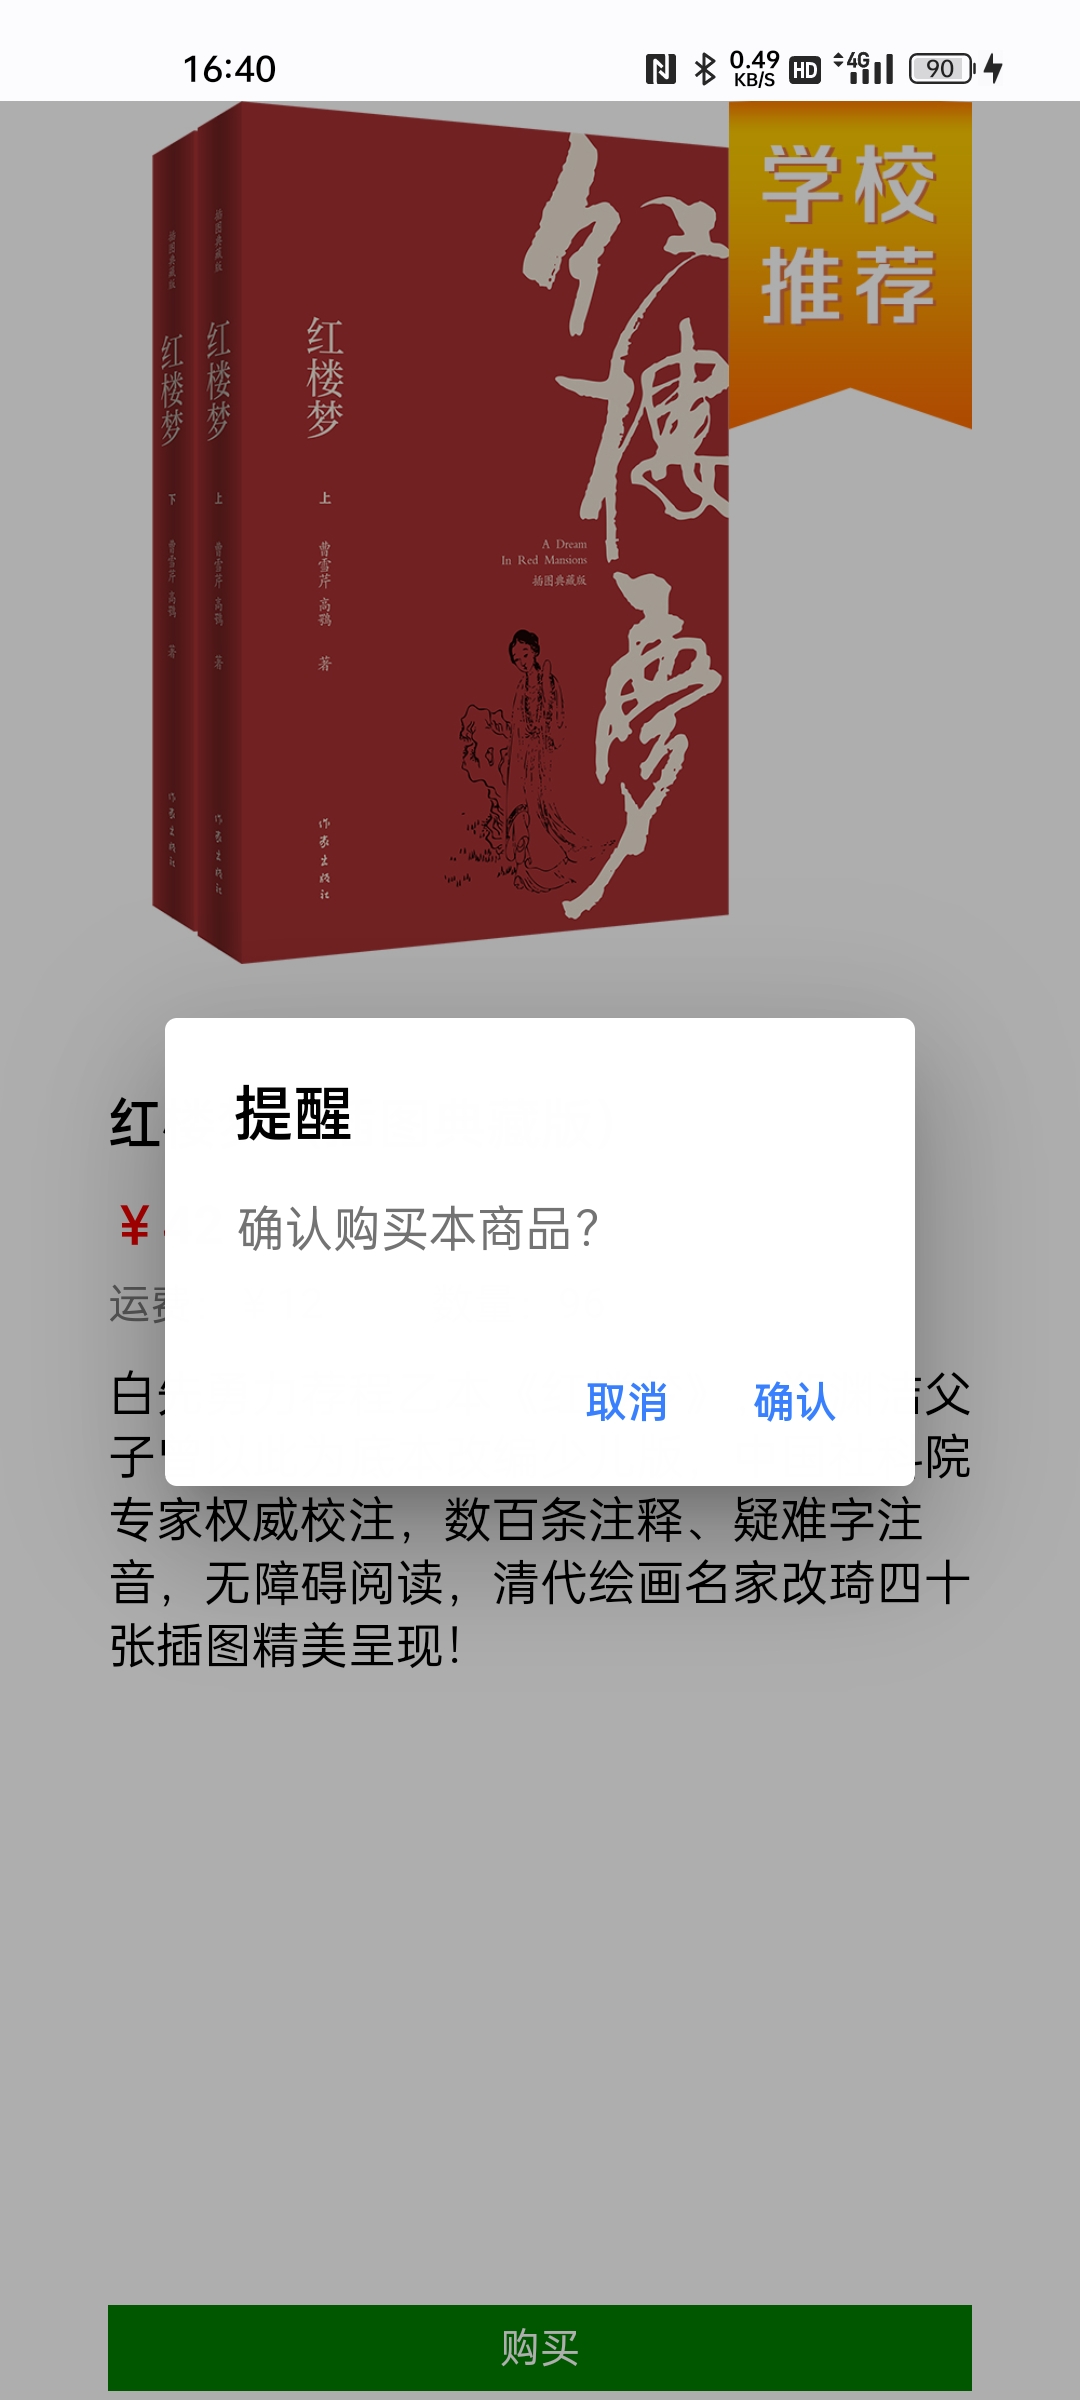 16:40
0.49
KB/S
HD
4G
90
学校
推荐
插图典藏版
红楼梦
下
曹雪芹 高鹗 著
作家出版社
插图典藏版
红楼梦
上
曹雪芹 高鹗 著
作家出版社
红楼梦
上
曹雪芹 高鹗 著
作家出版社
红楼梦
A Dream
In Red Mansions
插图典藏版
红
提醒
¥
确认购买本商品？
运费
取消
确认
白
父
子
院
专家权威校注，数百条注释、疑难字注
音，无障碍阅读，清代绘画名家改琦四十
张插图精美呈现！
购买